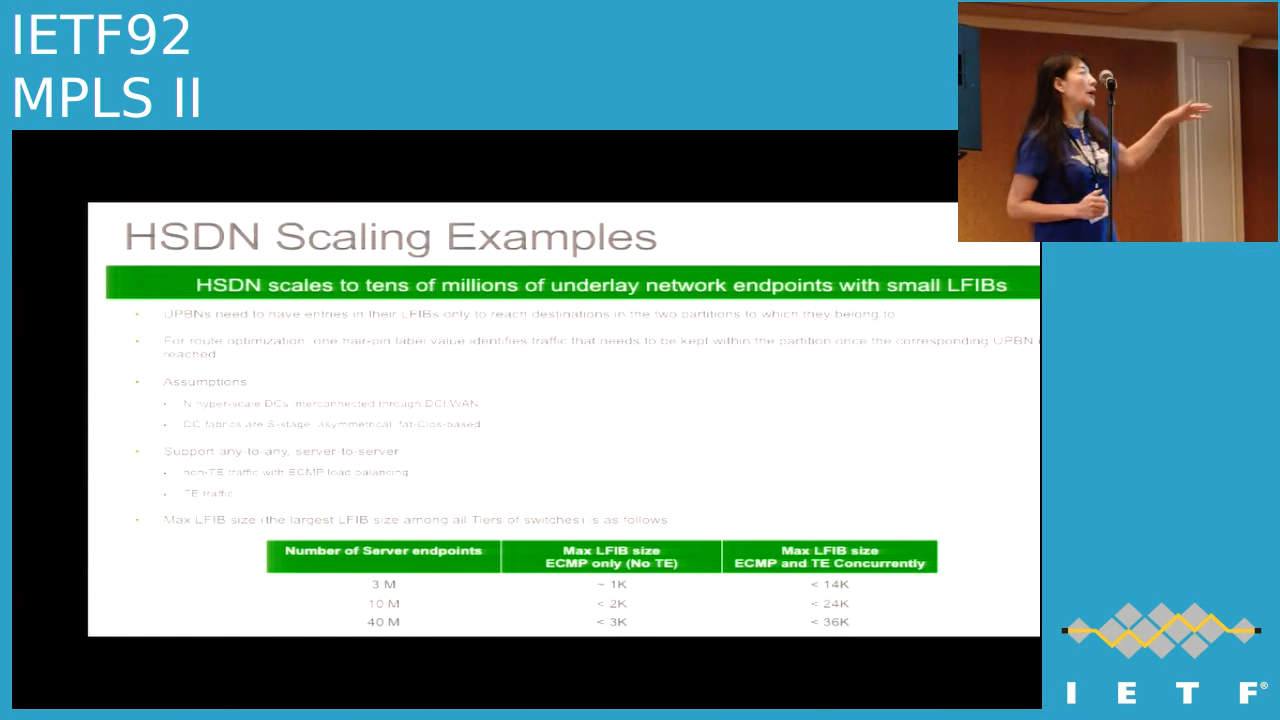 IETF92
MPLS II
HSDN Scaling Examples
HSDN scales to tens of millions of underlay network endpoints with small LFIBs
UPBNs need to have entries in their LFIBs only to reach destinations in the two partitions to which they belong to
For route optimization, one hair-pin label value identifies traffic that needs to be kept within the partition once the corresponding UPBN
reached
Assumptions
N hyper-scale DCs interconnected through DCI/WAN
DC fabrics are 5-stage, asymmetrical, fat-Clos-based
Support any-to-any, server-to-server
non-TE traffic with ECMP load balancing
TE traffic
Max LFIB size (the largest LFIB size among all Tiers of switches) is as follows
Number of Server endpoints
Max LFIB size
ECMP only (No TE)
Max LFIB size
ECMP and TE Concurrently
3 M ~ 1K < 14K
10 M < 2K < 24K
40 M < 3K < 36K
I E T F®